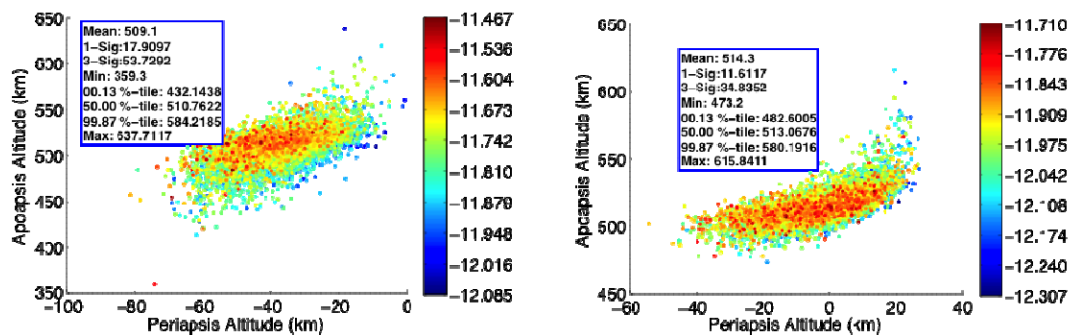 650
600
550
500
450
400
350
−100
−80
−60
−40
−20
0
Apoapsis Altitude (km)
Periapsis Altitude (km)
Mean: 509.1
1−Sig:17.9097
3−Sig:53.7292
Min: 359.3
00.13 %−tile: 432.1438
50.00 %−tile: 510.7622
99.87 %−tile: 584.2185
Max: 637.7117
−11.467
−11.536
−11.604
−11.673
−11.742
−11.810
−11.879
−11.948
−12.016
−12.085
650
600
550
500
450
−60
−40
−20
0
20
40
Apoapsis Altitude (km)
Periapsis Altitude (km)
Mean: 514.3
1−Sig:11.6117
3−Sig:34.8352
Min: 473.2
00.13 %−tile: 482.6005
50.00 %−tile: 513.0676
99.87 %−tile: 580.1916
Max: 615.8411
−11.710
−11.776
−11.843
−11.909
−11.975
−12.042
−12.108
−12.174
−12.240
−12.307